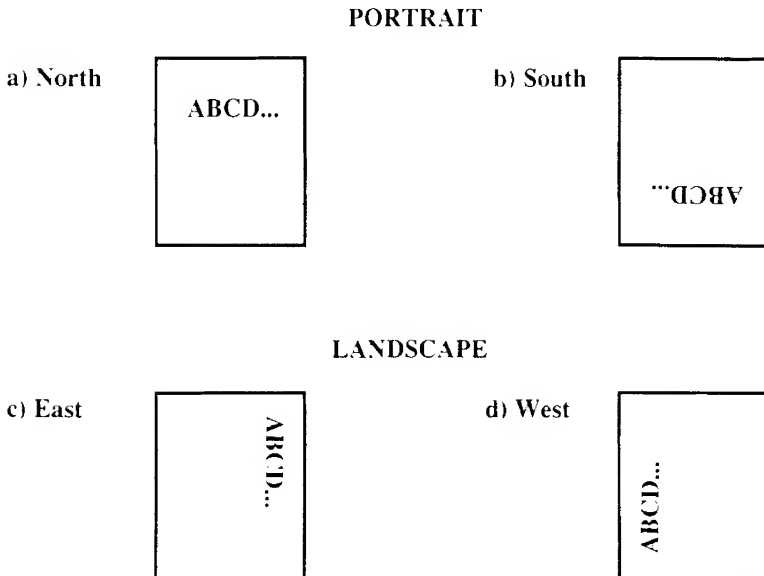 PORTRAIT
a) North
ABCD...
b) South
ABCD...
LANDSCAPE
c) East
ABCD...
d) West
ABCD...